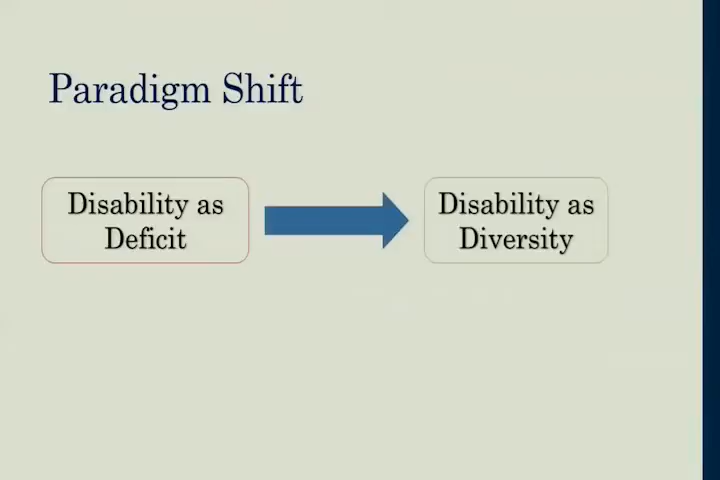 Paradigm Shift
Disability as
Deficit
Disability as
Diversity